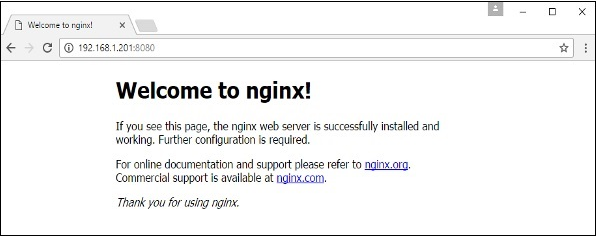 Welcome to nginx!
192.168.1.201:8080
Welcome to nginx!
If you see this page, the nginx web server is successfully installed and
working. Further configuration is required.
For online documentation and support please refer to nginx.org.
Commercial support is available at nginx.com.
Thank you for using nginx.